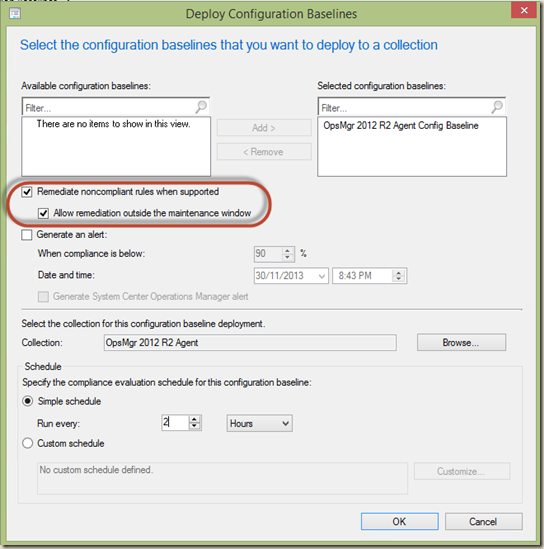 Deploy Configuration Baselines
Select the configuration baselines that you want to deploy to a collection
Available configuration baselines:
Selected configuration baselines:
Filter...
Filter...
There are no items to show in this view.
Add >
OpsMgr 2012 R2 Agent Config Baseline
< Remove
Remediate noncompliant rules when supported
Allow remediation outside the maintenance window
Generate an alert:
When compliance is below:
90
%
Date and time:
30/11/2013
8:43 PM
Generate System Center Operations Manager alert
Select the collection for this configuration baseline deployment.
Collection:
OpsMgr 2012 R2 Agent
Browse...
Schedule
Specify the compliance evaluation schedule for this configuration baseline:
Simple schedule
Run every:
2
Hours
Custom schedule
No custom schedule defined.
Customize...
OK
Cancel